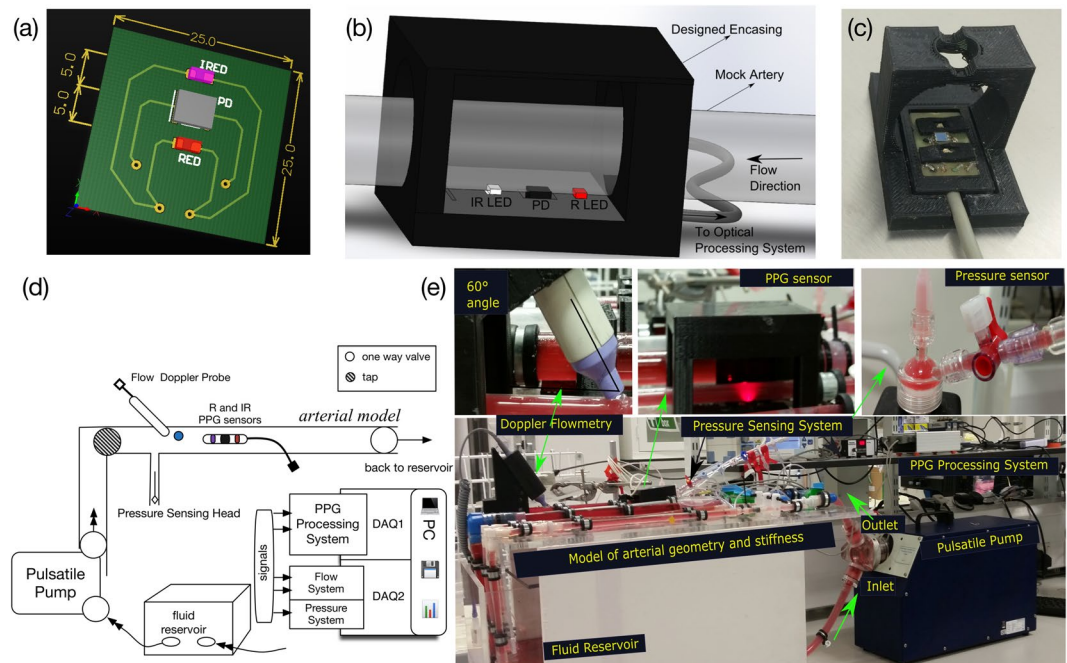 (a)
25.0
5.0
5.0
IRED
PD
RED
25.0
(b)
Designed Encasing
Mock Artery
Flow
Direction
IR LED
PD
R LED
To Optical
Processing System
(c)
(d)
one way valve
tap
Flow Doppler Probe
R and IR
PPG sensors
arterial model
back to reservoir
Pressure Sensing Head
Pulsatile
Pump
fluid
reservoir
signals
PPG
Processing
System
DAQ1
Flow
System
Pressure
System
DAQ2
PC
(e)
60°
angle
PPG sensor
Pressure sensor
Doppler Flowmetry
Pressure Sensing System
PPG Processing System
Outlet
Model of arterial geometry and stiffness
Pulsatile Pump
Inlet
Fluid Reservoir